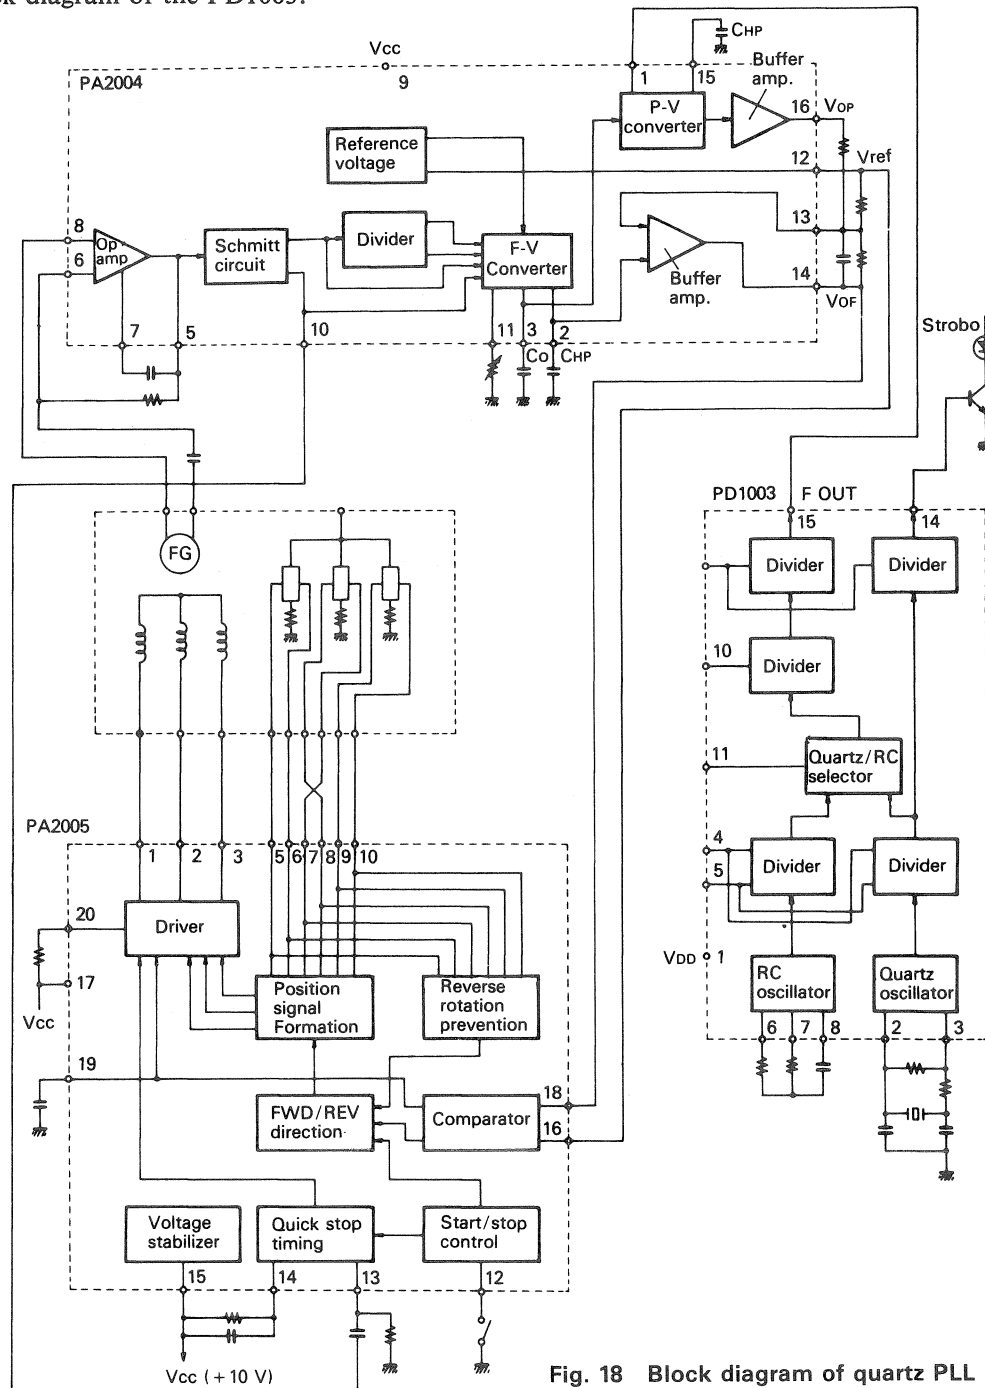 ck diagram of the PD1003.
PA2004
Vcc
9
CHP
1
15
Buffer
amp.
P-V
converter
16
VOP
Reference
voltage
12
Vref
8
Op
amp
6
Schmitt
circuit
Divider
F-V
Converter
13
Buffer
amp.
14
VOF
7
5
10
11
3
2
Co
CHP
Strobo
PD1003
F OUT
15
14
FG
Divider
Divider
10
Divider
11
Quartz/RC
selector
PA2005
1
2
3
5
6
7
8
9
10
4
5
Divider
Divider
20
Driver
17
Vcc
Position
signal
Formation
Reverse
rotation
prevention
VDD
1
RC
oscillator
Quartz
oscillator
6
7
8
2
3
19
FWD/REV
direction
Comparator
18
16
Voltage
stabilizer
Quick stop
timing
Start/stop
control
15
14
13
12
Vcc (+10 V)
Fig. 18 Block diagram of quartz PLL